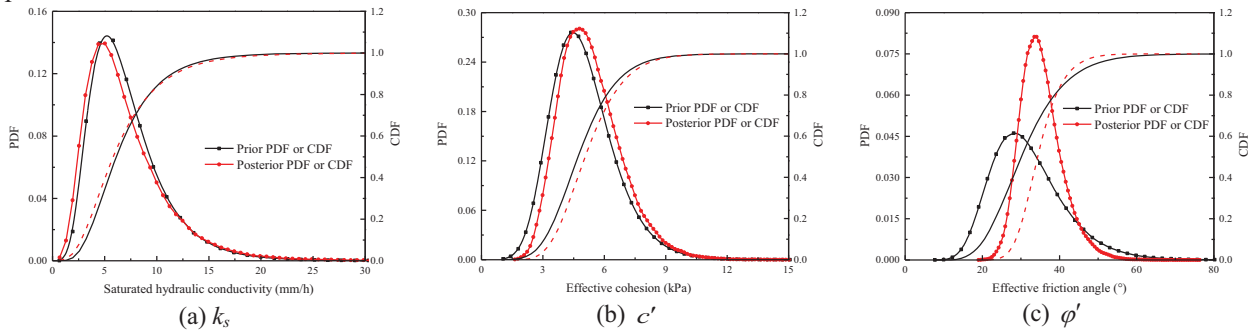 0.16
0.12
0.08
0.04
0.00
PDF
1.2
1.0
0.8
0.6
0.4
0.2
0.0
CDF
Prior PDF or CDF
Posterior PDF or CDF
0 5 10 15 20 25 30
Saturated hydraulic conductivity (mm/h)
(a) ks
0.30
0.24
0.18
0.12
0.06
0.00
PDF
1.2
1.0
0.8
0.6
0.4
0.2
0.0
CDF
Prior PDF or CDF
Posterior PDF or CDF
0 3 6 9 12 15
Effective cohesion (kPa)
(b) c′
0.090
0.075
0.060
0.045
0.030
0.015
0.000
PDF
1.2
1.0
0.8
0.6
0.4
0.2
0.0
CDF
Prior PDF or CDF
Posterior PDF or CDF
0 20 40 60 80
Effective friction angle (°)
(c) φ′